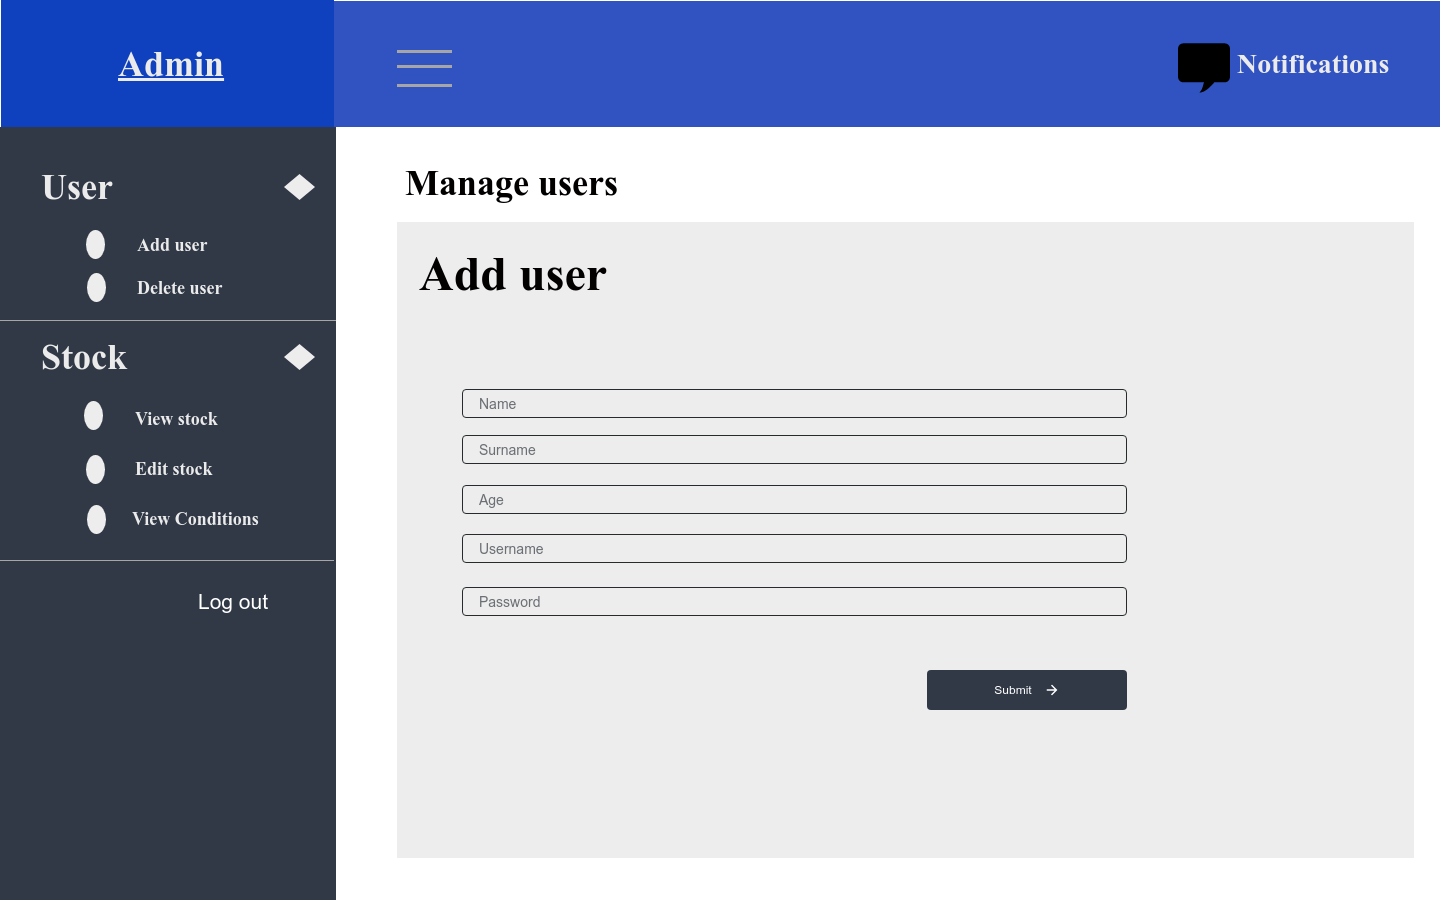 Admin
Notifications
User
Add user
Delete user
Stock
View stock
Edit stock
View Conditions
Log out
Manage users
Add user
Name
Surname
Age
Username
Password
Submit